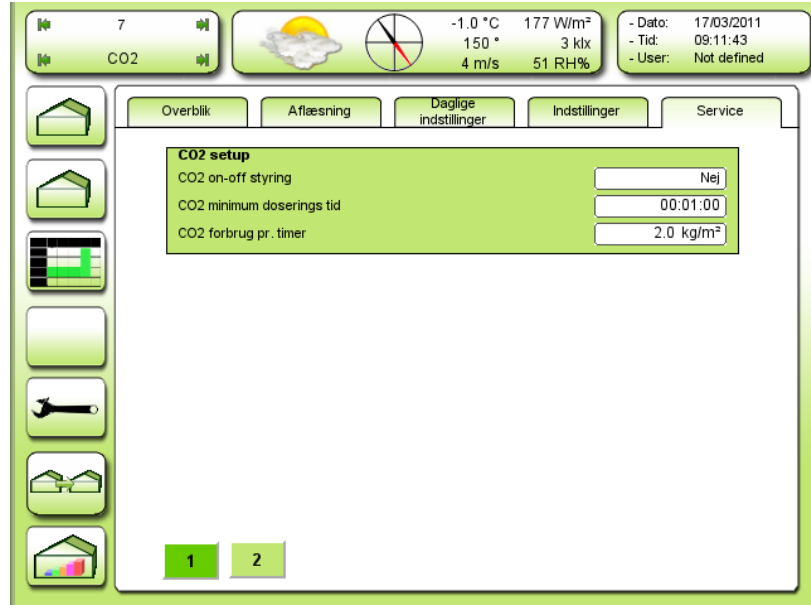 7
CO2
-1.0 °C 177 W/m²
150 ° 3 klx
4 m/s 51 RH%
- Dato: 17/03/2011
- Tid: 09:11:43
- User: Not defined
Overblik
Aflæsning
Daglige
indstillinger
Indstillinger
Service
CO2 setup
CO2 on-off styring Nej
CO2 minimum doserings tid 00:01:00
CO2 forbrug pr. timer 2.0 kg/m²
1 2